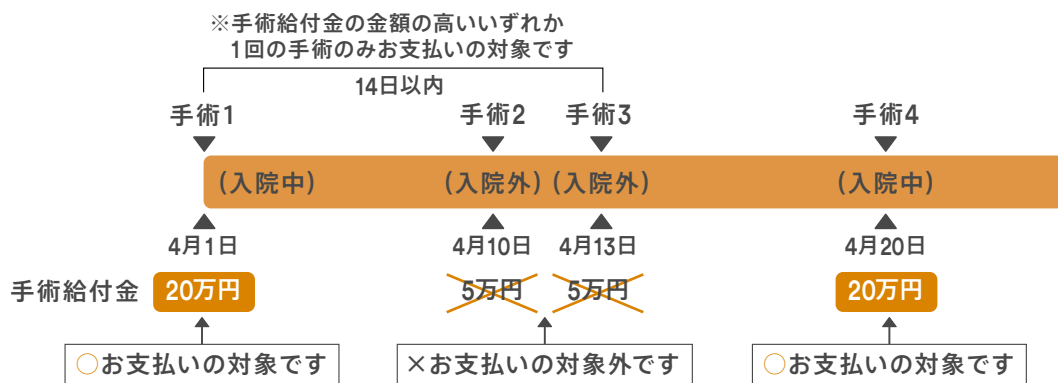 ※手術給付金の金額の高いいずれか
1回の手術のみお支払いの対象です
14日以内
手術1 手術2 手術3 手術4
(入院中) (入院外) (入院外) (入院中)
4月1日 4月10日 4月13日 4月20日
手術給付金 20万円 5万円 5万円 20万円
○お支払いの対象です ×お支払いの対象外です ○お支払いの対象です